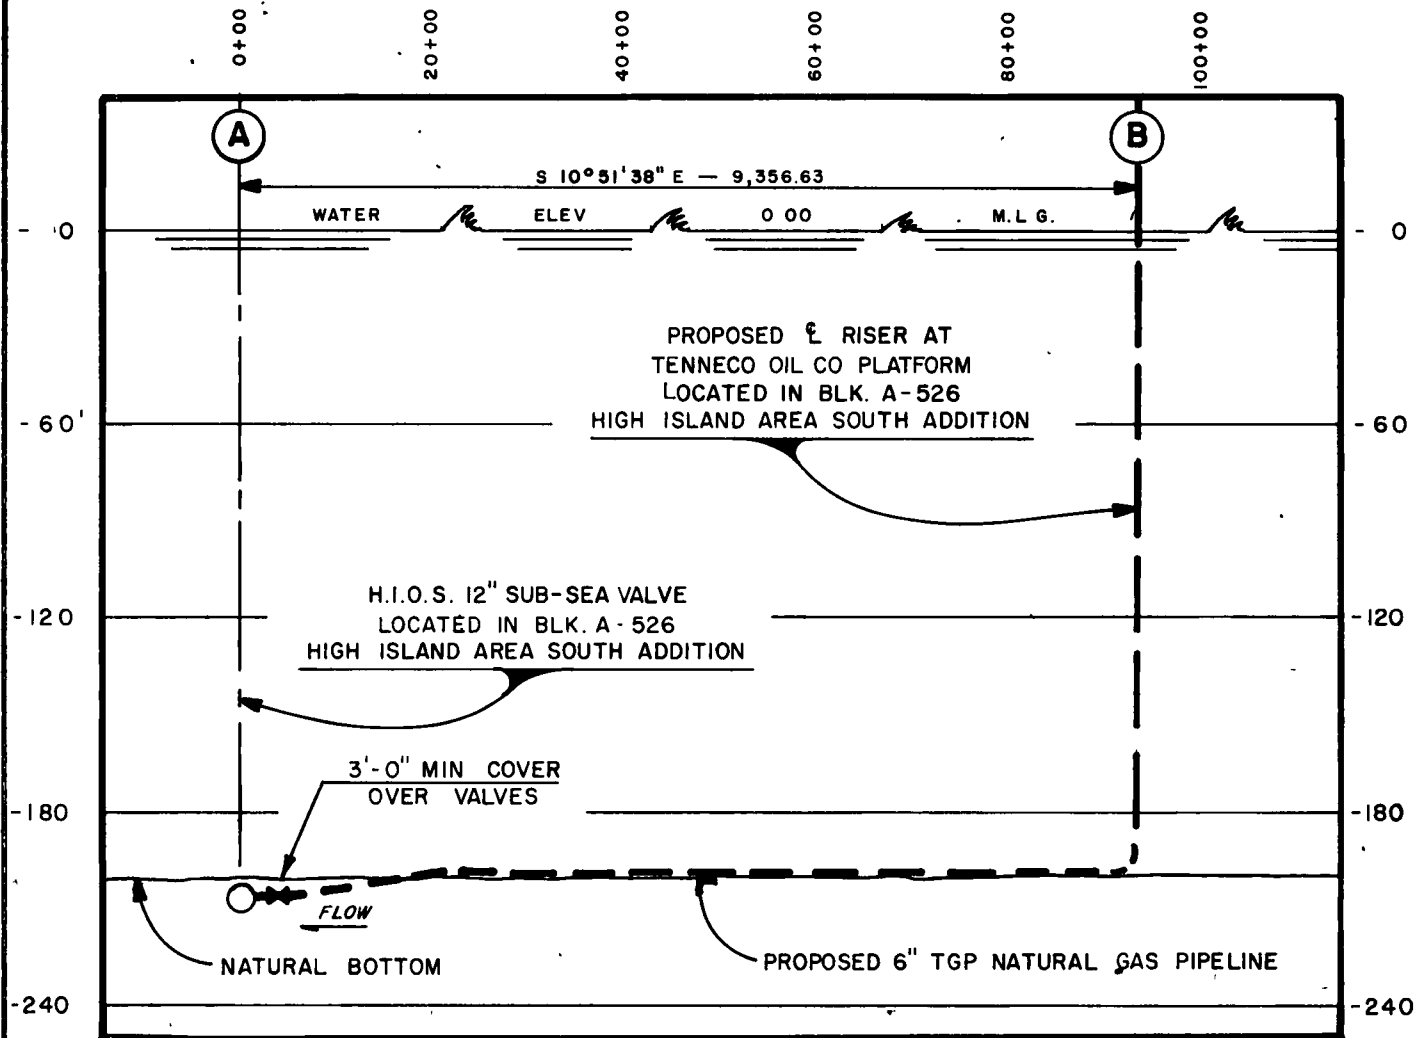 0+00 20+00 40+00 60+00 80+00 100+00
A B
S 10°51'38" E — 9,356.63
WATER ELEV 0 00 M.L.G.
- 0 - 0
PROPOSED ℄ RISER AT
TENNECO OIL CO PLATFORM
LOCATED IN BLK. A-526
HIGH ISLAND AREA SOUTH ADDITION
-60' -60
H.I.O.S. 12" SUB-SEA VALVE
LOCATED IN BLK. A-526
HIGH ISLAND AREA SOUTH ADDITION
-120 -120
3'-0" MIN COVER
OVER VALVES
-180 -180
FLOW
NATURAL BOTTOM
PROPOSED 6" TGP NATURAL GAS PIPELINE
-240 -240